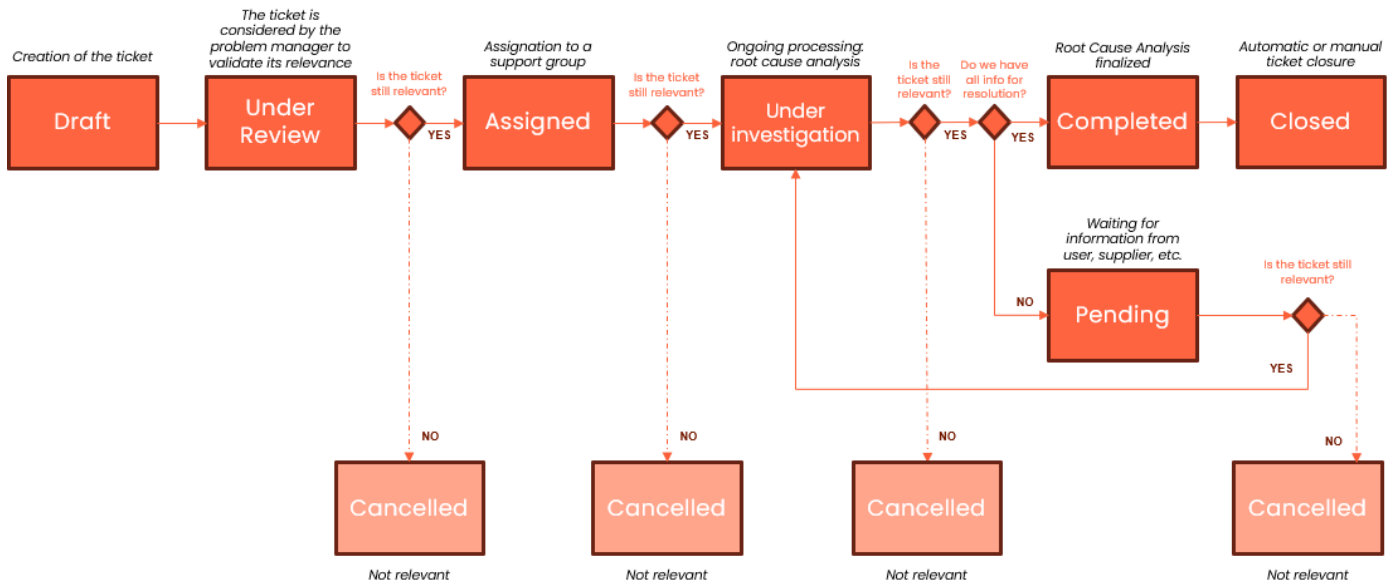 Creation of the ticket
The ticket is
considered by the
problem manager to
validate its relevance
Assignation to a
support group
Ongoing processing:
root cause analysis
Root Cause Analysis
finalized
Automatic or manual
ticket closure
Draft
Under
Review
Is the ticket
still relevant?
YES
Assigned
Is the ticket
still relevant?
YES
Under
investigation
Is the
ticket still
relevant?
YES
Do we have
all info for
resolution?
YES
Completed
Closed
Waiting for
information from
user, supplier, etc.
NO
Pending
Is the ticket still
relevant?
YES
NO
NO
NO
NO
Cancelled
Cancelled
Cancelled
Cancelled
Not relevant
Not relevant
Not relevant
Not relevant